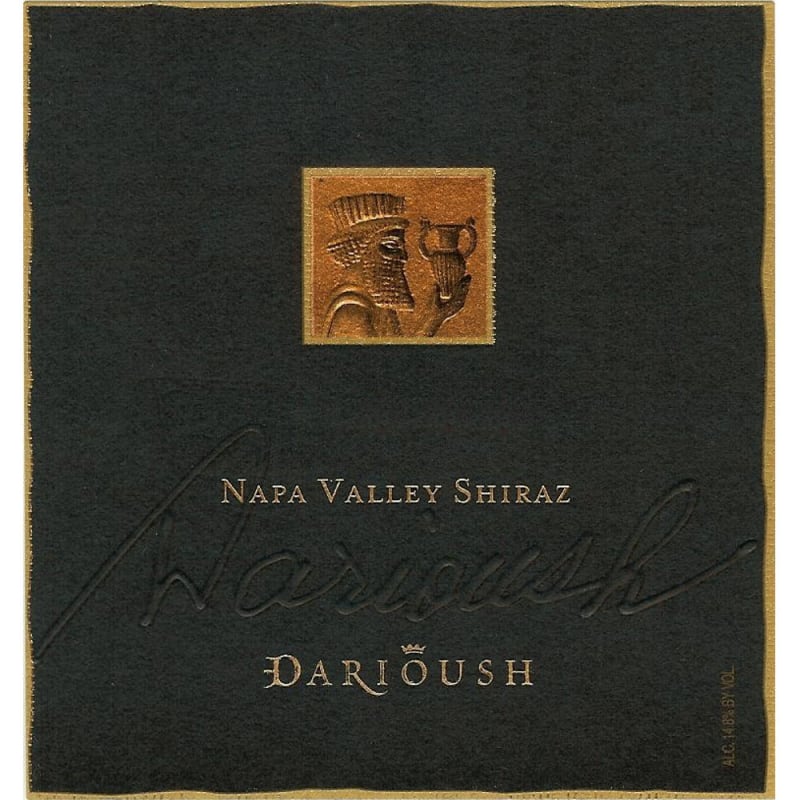 NAPA VALLEY SHIRAZ
Darioush
DARIOUSH
ALC. 14.8% BY VOL.